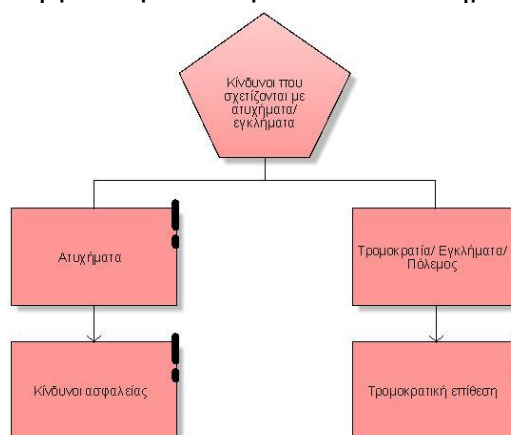 Κίνδυνοι που
σχετίζονται με
ατυχήματα/
εγκλήματα
Ατυχήματα
Τρομοκρατία/ Εγκλήματα/
Πόλεμος
Κίνδυνοι ασφαλείας
Τρομοκρατική επίθεση